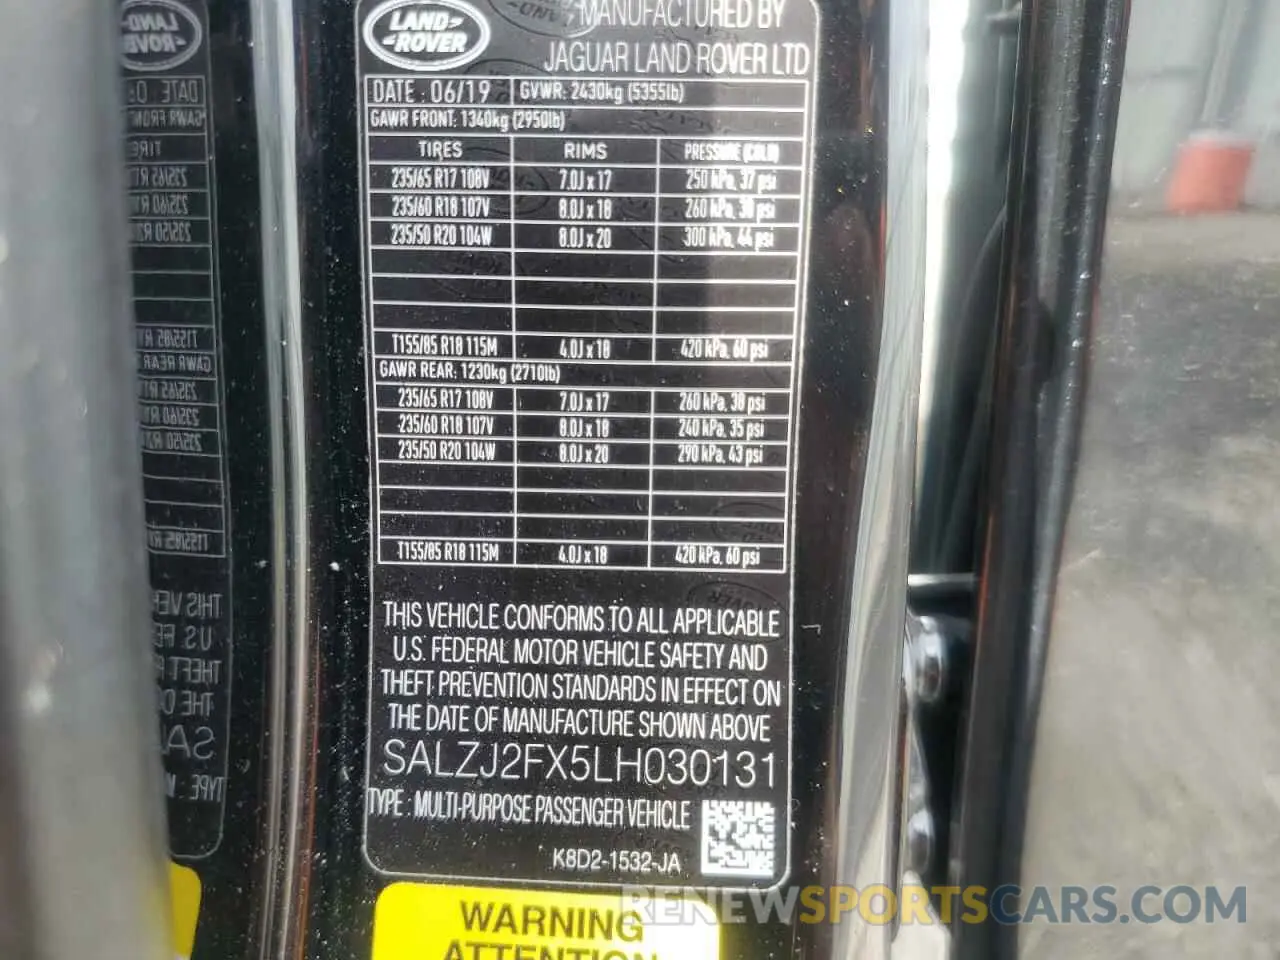 LAND ROVER
MANUFACTURED BY
JAGUAR LAND ROVER LTD
DATE : 06/19 GVWR: 2430kg (5355lb)
GAWR FRONT: 1340kg (2950lb)
TIRES RIMS PRESSURE (COLD)
235/65 R17 108V 7.0J x 17 250 kPa, 37 psi
235/60 R18 107V 8.0J x 18 260 kPa, 38 psi
235/50 R20 104W 8.0J x 20 300 kPa, 44 psi
T155/85 R18 115M 4.0J x 18 420 kPa, 60 psi
GAWR REAR: 1230kg (2710lb)
235/65 R17 108V 7.0J x 17 260 kPa, 38 psi
235/60 R18 107V 8.0J x 18 240 kPa, 35 psi
235/50 R20 104W 8.0J x 20 290 kPa, 43 psi
T155/85 R18 115M 4.0J x 18 420 kPa, 60 psi
THIS VEHICLE CONFORMS TO ALL APPLICABLE
U.S. FEDERAL MOTOR VEHICLE SAFETY AND
THEFT PREVENTION STANDARDS IN EFFECT ON
THE DATE OF MANUFACTURE SHOWN ABOVE
SALZJ2FX5LH030131
TYPE : MULTI-PURPOSE PASSENGER VEHICLE
K8D2-1532-JA
WARNING
ATTENTION
RENEWSPORTSCARS.COM